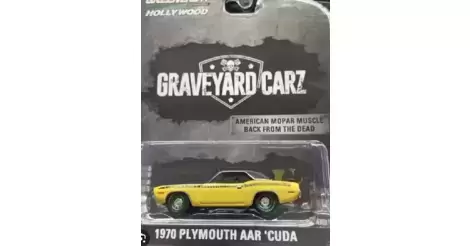 HOLLYWOOD
GRAVEYARD CARZ
AMERICAN MOPAR MUSCLE
BACK FROM THE DEAD
1970 PLYMOUTH AAR 'CUDA